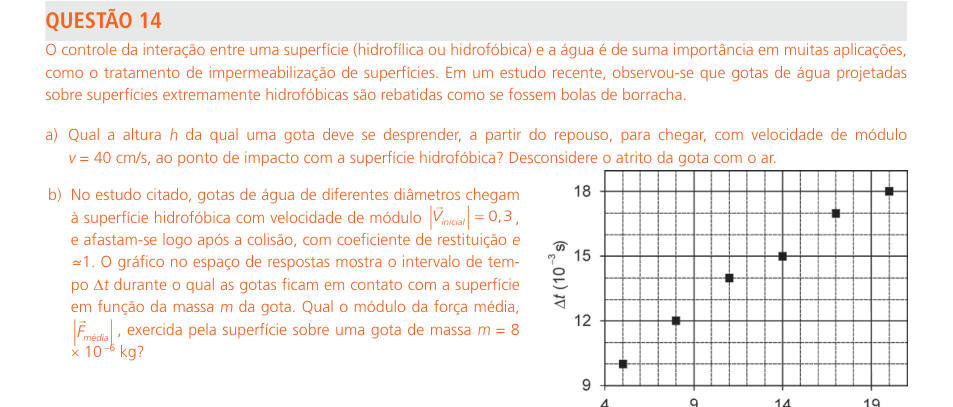 QUESTÃO 14
O controle da interação entre uma superfície (hidrofílica ou hidrofóbica) e a água é de suma importância em muitas aplicações,
como o tratamento de impermeabilização de superfícies. Em um estudo recente, observou-se que gotas de água projetadas
sobre superfícies extremamente hidrofóbicas são rebatidas como se fossem bolas de borracha.
a) Qual a altura h da qual uma gota deve se desprender, a partir do repouso, para chegar, com velocidade de módulo
v = 40 cm/s, ao ponto de impacto com a superfície hidrofóbica? Desconsidere o atrito da gota com o ar.
b) No estudo citado, gotas de água de diferentes diâmetros chegam
à superfície hidrofóbica com velocidade de módulo |V⃗inicial| = 0,3 ,
e afastam-se logo após a colisão, com coeficiente de restituição e
≃1. O gráfico no espaço de respostas mostra o intervalo de tem-
po Δt durante o qual as gotas ficam em contato com a superfície
em função da massa m da gota. Qual o módulo da força média,
|F⃗média| , exercida pela superfície sobre uma gota de massa m = 8
× 10⁻⁶ kg?
Δt (10⁻³ s)
18
15
12
9
4 9 14 19